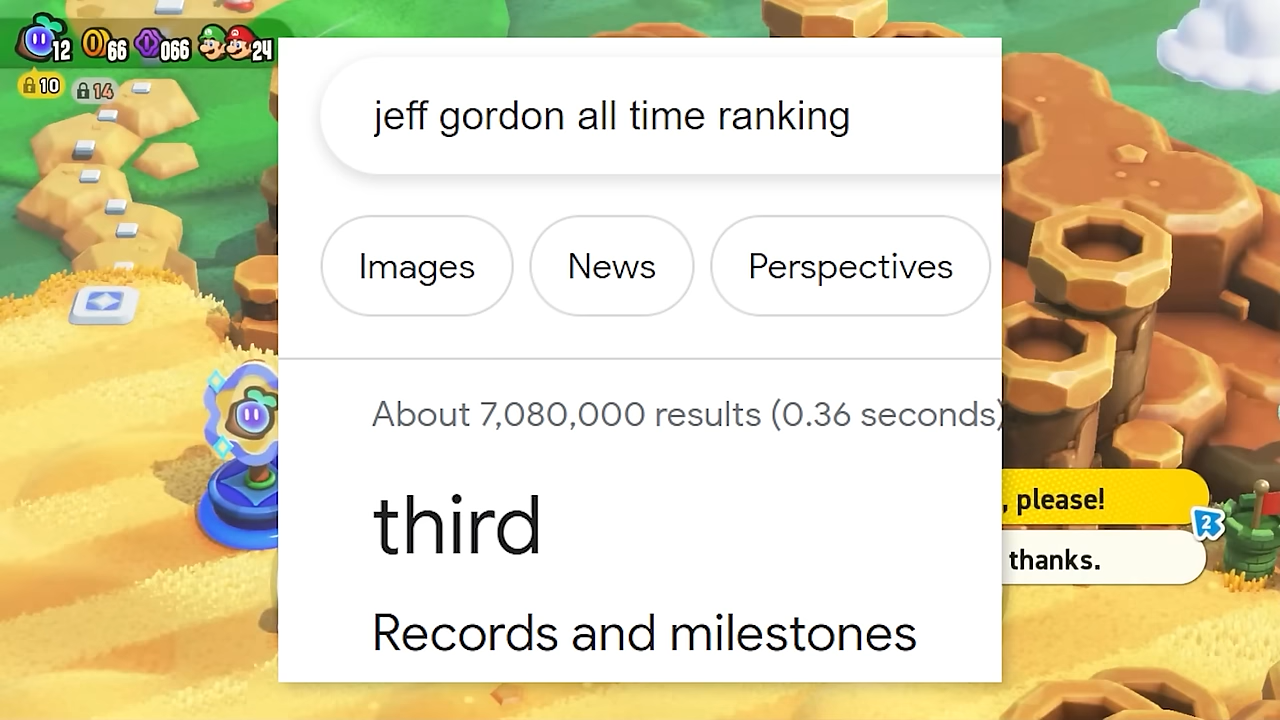 12 66 066 24
10 14
jeff gordon all time ranking
Images News Perspectives
About 7,080,000 results (0.36 seconds)
third
Records and milestones
, please!
2
thanks.